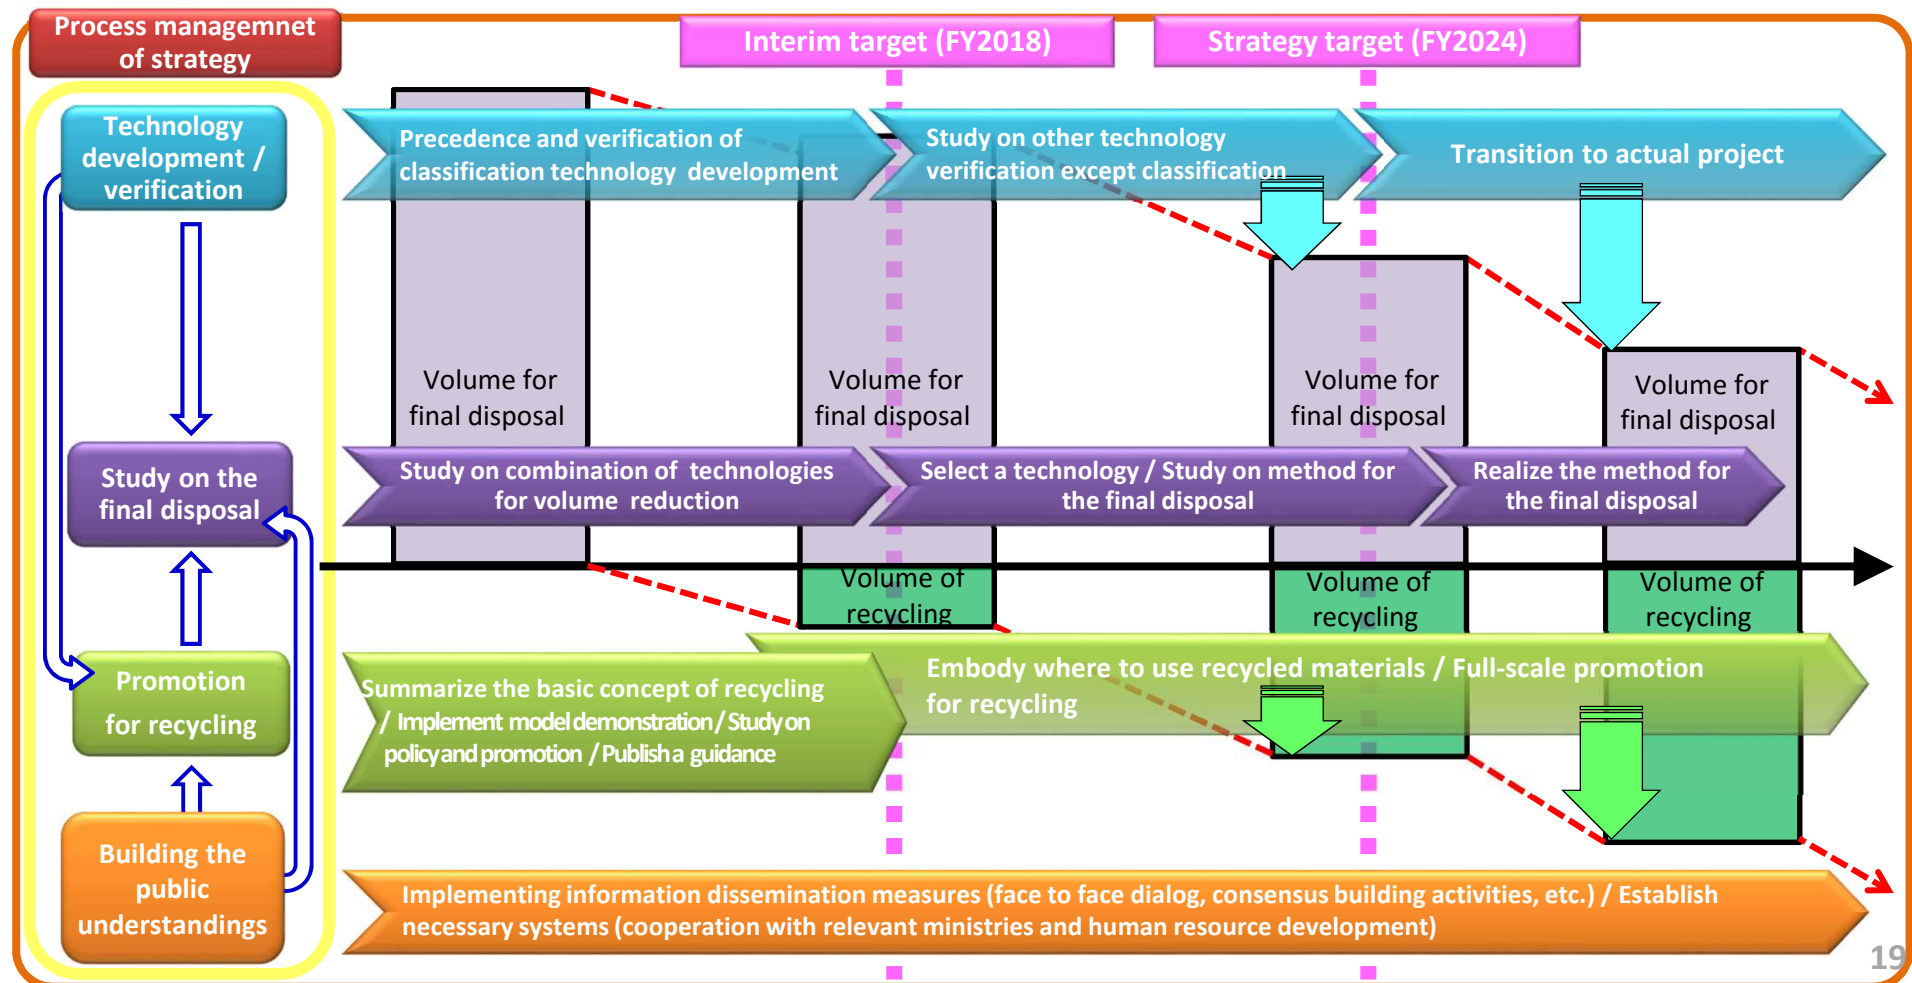 Process managemnet
of strategy
Interim target (FY2018)
Strategy target (FY2024)
Technology
development /
verification
Precedence and verification of
classification technology development
Study on other technology
verification except classification
Transition to actual project
Volume for
final disposal
Volume for
final disposal
Volume for
final disposal
Volume for
final disposal
Study on the
final disposal
Study on combination of technologies
for volume reduction
Select a technology / Study on method for
the final disposal
Realize the method for
the final disposal
Volume of
recycling
Volume of
recycling
Volume of
recycling
Promotion
for recycling
Summarize the basic concept of recycling
/ Implement model demonstration / Study on
policy and promotion / Publish a guidance
Embody where to use recycled materials / Full-scale promotion
for recycling
Building the
public
understandings
Implementing information dissemination measures (face to face dialog, consensus building activities, etc.) / Establish
necessary systems (cooperation with relevant ministries and human resource development)
19